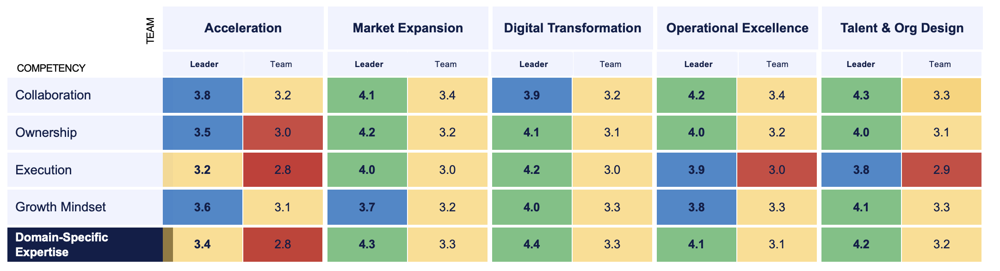 TEAM
Acceleration Market Expansion Digital Transformation Operational Excellence Talent & Org Design
COMPETENCY
Leader Team Leader Team Leader Team Leader Team Leader Team
Collaboration 3.8 3.2 4.1 3.4 3.9 3.2 4.2 3.4 4.3 3.3
Ownership 3.5 3.0 4.2 3.2 4.1 3.1 4.0 3.2 4.0 3.1
Execution 3.2 2.8 4.0 3.0 4.2 3.0 3.9 3.0 3.8 2.9
Growth Mindset 3.6 3.1 3.7 3.2 4.0 3.3 3.8 3.3 4.1 3.3
Domain-Specific
Expertise 3.4 2.8 4.3 3.3 4.4 3.3 4.1 3.1 4.2 3.2